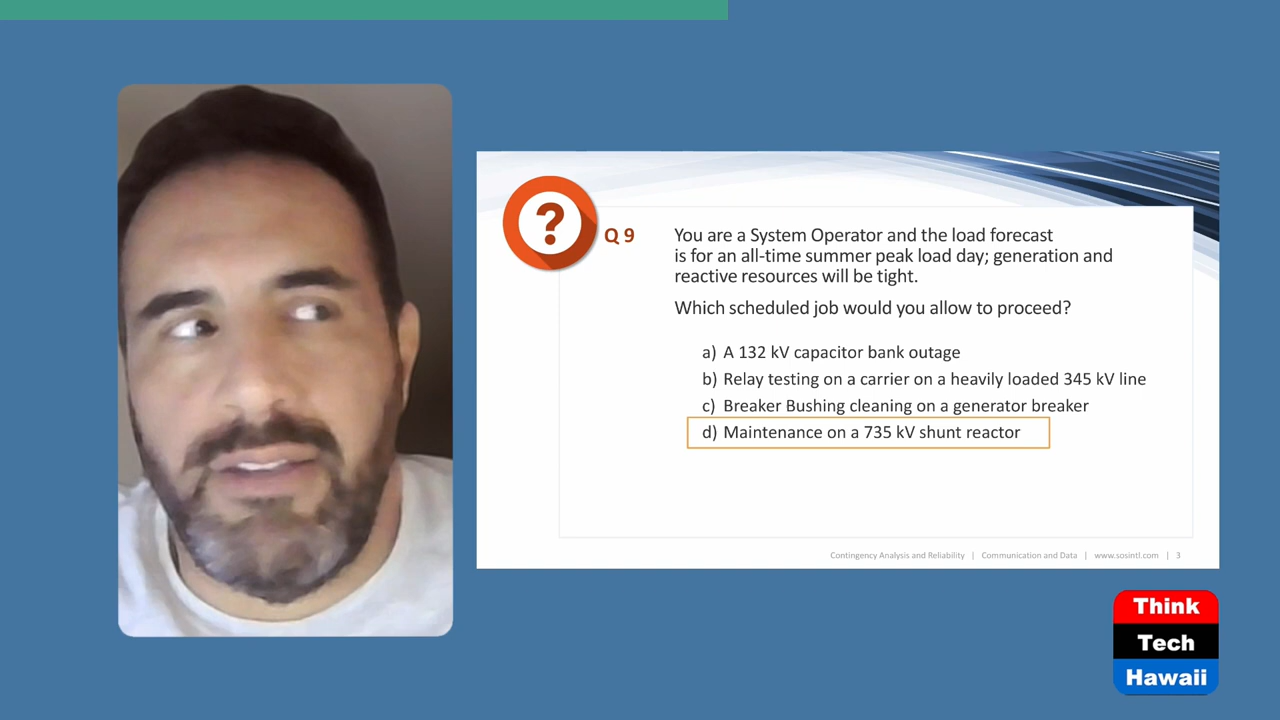 ?
Q 9
You are a System Operator and the load forecast
is for an all-time summer peak load day; generation and
reactive resources will be tight.
Which scheduled job would you allow to proceed?
a) A 132 kV capacitor bank outage
b) Relay testing on a carrier on a heavily loaded 345 kV line
c) Breaker Bushing cleaning on a generator breaker
d) Maintenance on a 735 kV shunt reactor
Contingency Analysis and Reliability | Communication and Data | www.sosintl.com | 3
Think
Tech
Hawaii